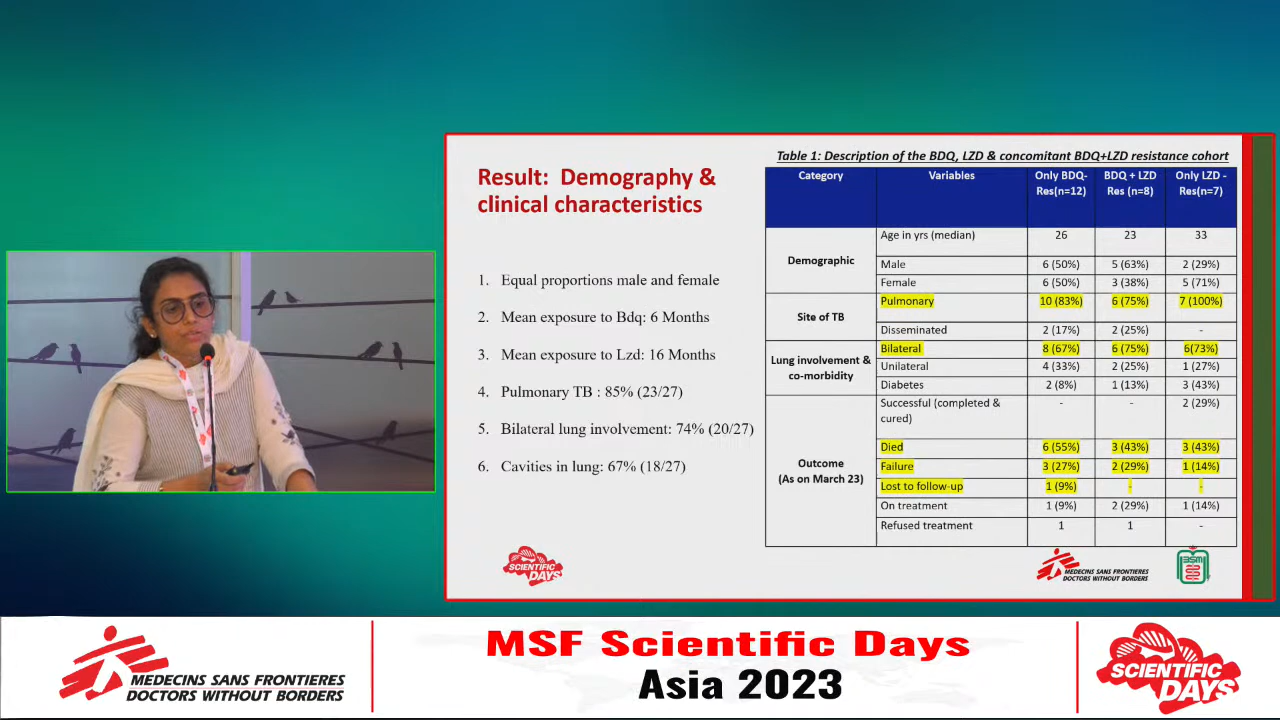 Result: Demography &
clinical characteristics
1. Equal proportions male and female
2. Mean exposure to Bdq: 6 Months
3. Mean exposure to Lzd: 16 Months
4. Pulmonary TB : 85% (23/27)
5. Bilateral lung involvement: 74% (20/27)
6. Cavities in lung: 67% (18/27)
Table 1: Description of the BDQ, LZD & concomitant BDQ+LZD resistance cohort
Category Variables Only BDQ- BDQ + LZD Only LZD -
Res(n=12) Res (n=8) Res(n=7)
Demographic
Age in yrs (median) 26 23 33
Male 6 (50%) 5 (63%) 2 (29%)
Female 6 (50%) 3 (38%) 5 (71%)
Site of TB
Pulmonary 10 (83%) 6 (75%) 7 (100%)
Disseminated 2 (17%) 2 (25%) -
Lung involvement &
co-morbidity
Bilateral 8 (67%) 6 (75%) 6(73%)
Unilateral 4 (33%) 2 (25%) 1 (27%)
Diabetes 2 (8%) 1 (13%) 3 (43%)
Outcome
(As on March 23)
Successful (completed & - - 2 (29%)
cured)
Died 6 (55%) 3 (43%) 3 (43%)
Failure 3 (27%) 2 (29%) 1 (14%)
Lost to follow-up 1 (9%) - -
On treatment 1 (9%) 2 (29%) 1 (14%)
Refused treatment 1 1 -
SCIENTIFIC
DAYS
MEDECINS SANS FRONTIERES
DOCTORS WITHOUT BORDERS
MEDECINS SANS FRONTIERES
DOCTORS WITHOUT BORDERS
MSF Scientific Days
Asia 2023
SCIENTIFIC
DAYS